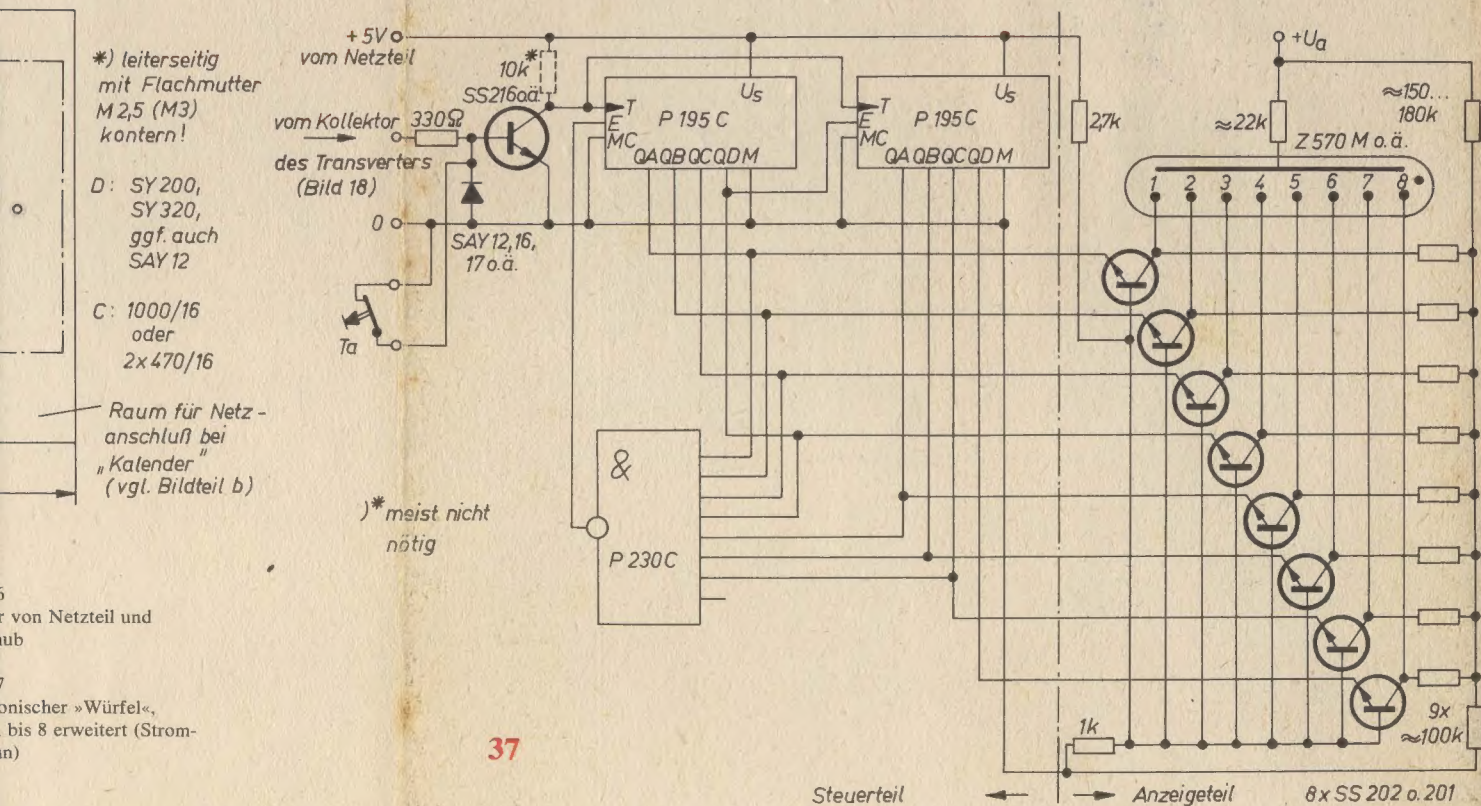 *) leiterseitig
mit Flachmutter
M 2,5 (M3)
kontern!
D: SY 200,
SY 320,
ggf. auch
SAY 12
C: 1000/16
oder
2x 470/16
Raum für Netz-
anschluß bei
„Kalender"
(vgl. Bildteil b)
r von Netzteil und
onischer »Würfel«,
bis 8 erweitert (Strom-
37
+5V
vom Netzteil
vom Kollektor
des Transverters
(Bild 18)
330Ω
10k*
SS216 o.ä.
0
SAY 12,16,
17 o.ä.
Ta
)* meist nicht
nötig
T
E
MC
P 195 C
Us
QA QB QC QD M
T
E
MC
P 195 C
Us
QA QB QC QD M
&
P 230 C
2,7k
+Ua
≈22k
≈150...
180k
Z 570 M o.ä.
1 2 3 4 5 6 7 8
1k
9x
≈100k
Steuerteil
Anzeigeteil
8x SS 202 o. 201